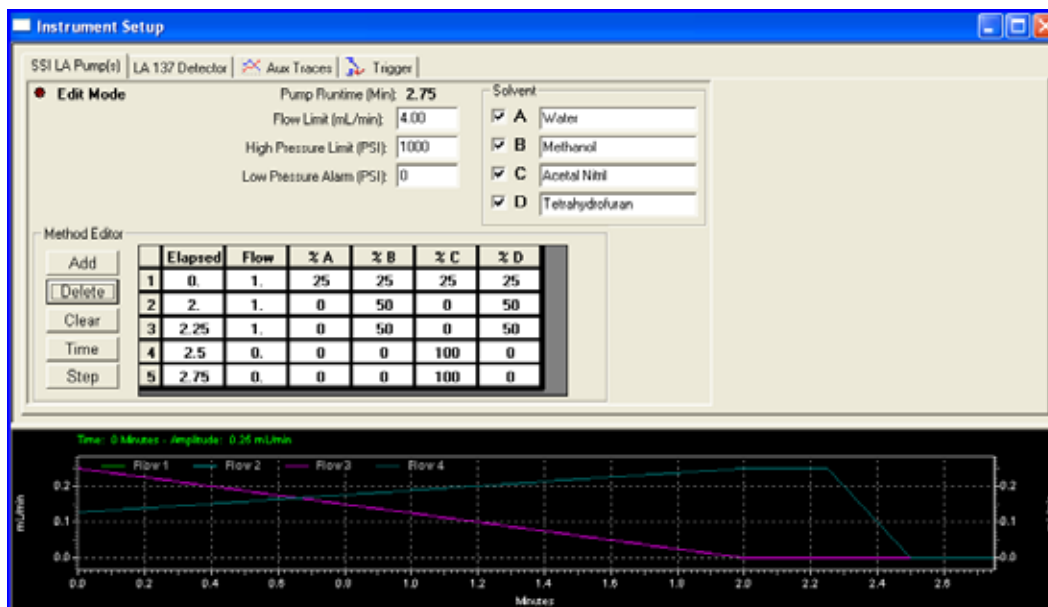 Instrument Setup
SSI LA Pump(s) LA 137 Detector Aux Traces Trigger
Edit Mode
Pump Runtime (Min): 2.75
Flow Limit (mL/min): 4.00
High Pressure Limit (PSI): 1000
Low Pressure Alarm (PSI): 0
Solvent
A Water
B Methanol
C Acetal Nitril
D Tetrahydrofuran
Method Editor
Add
Delete
Clear
Time
Step
Elapsed Flow % A % B % C % D
1 0. 1. 25 25 25 25
2 2. 1. 0 50 0 50
3 2.25 1. 0 50 0 50
4 2.5 0. 0 0 100 0
5 2.75 0. 0 0 100 0
Time: 0 Minutes - Amplitude: 0.25 mL/min
Flow 1 Flow 2 Flow 3 Flow 4
mL/min
0.2 0.2
0.1 0.1
0.0 0.0
0.0 0.2 0.4 0.6 0.8 1.0 1.2 1.4 1.6 1.8 2.0 2.2 2.4 2.6
Minutes